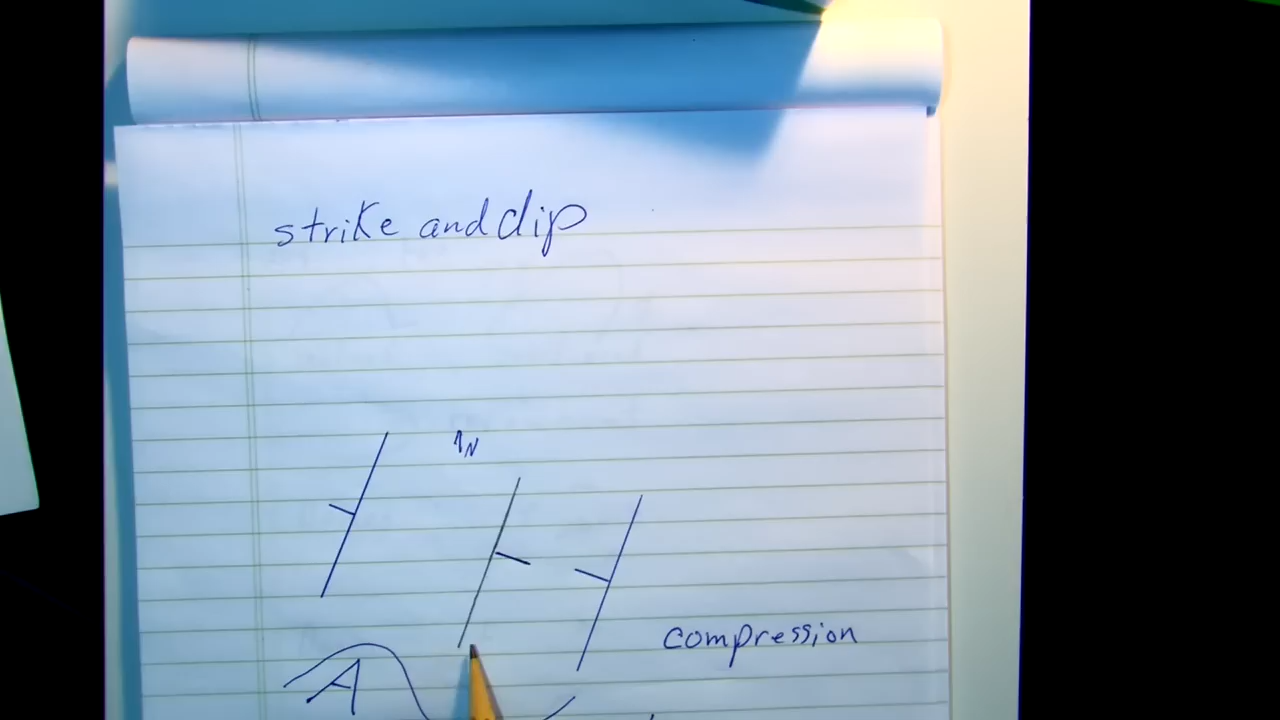 strike and dip
N
compression
A